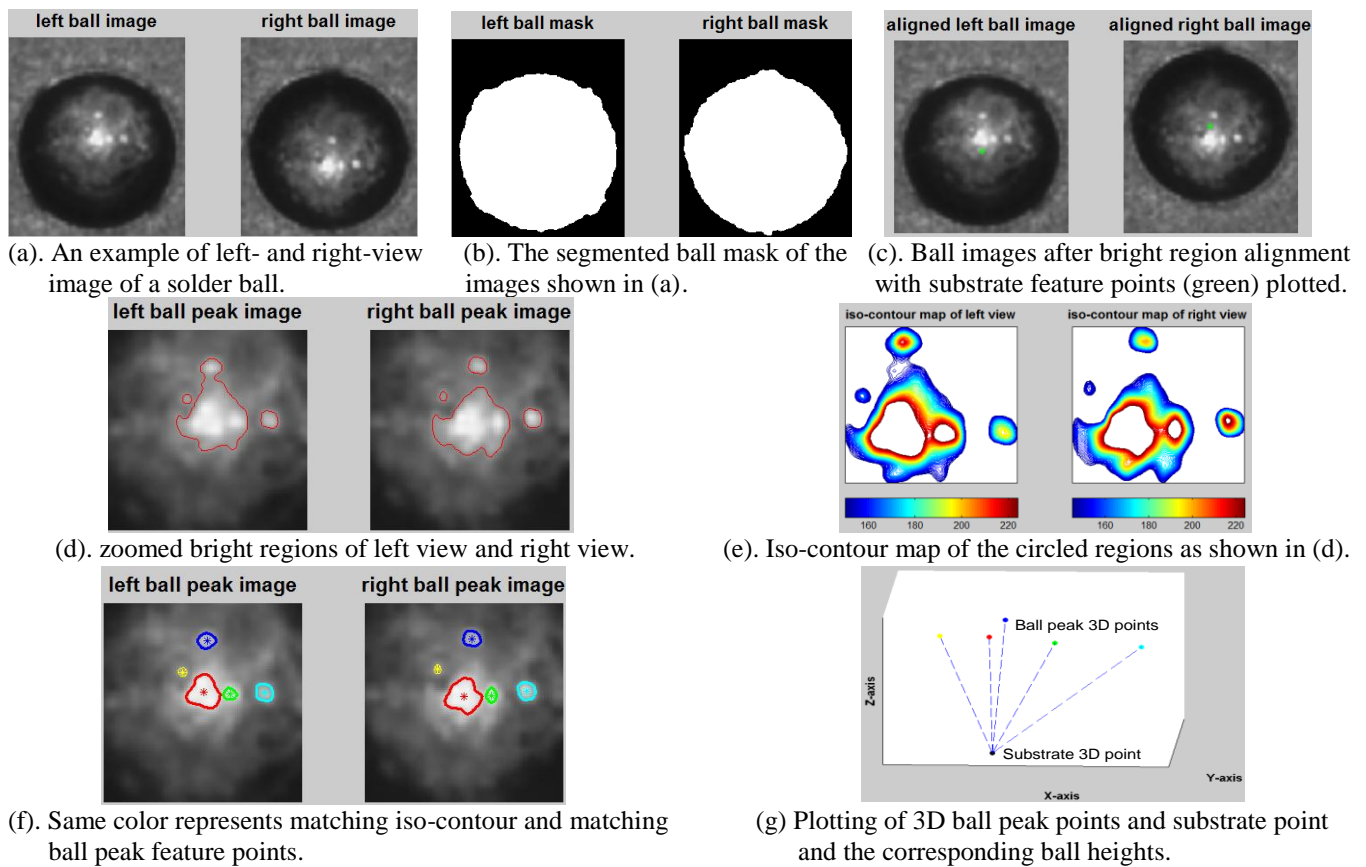 left ball image
right ball image
left ball mask
right ball mask
aligned left ball image
aligned right ball image
(a). An example of left- and right-view
image of a solder ball.
(b). The segmented ball mask of the
images shown in (a).
(c). Ball images after bright region alignment
with substrate feature points (green) plotted.
left ball peak image
right ball peak image
iso-contour map of left view
iso-contour map of right view
160 180 200 220
160 180 200 220
(d). zoomed bright regions of left view and right view.
(e). Iso-contour map of the circled regions as shown in (d).
left ball peak image
right ball peak image
Ball peak 3D points
Z-axis
Substrate 3D point
Y-axis
X-axis
(f). Same color represents matching iso-contour and matching
ball peak feature points.
(g) Plotting of 3D ball peak points and substrate point
and the corresponding ball heights.